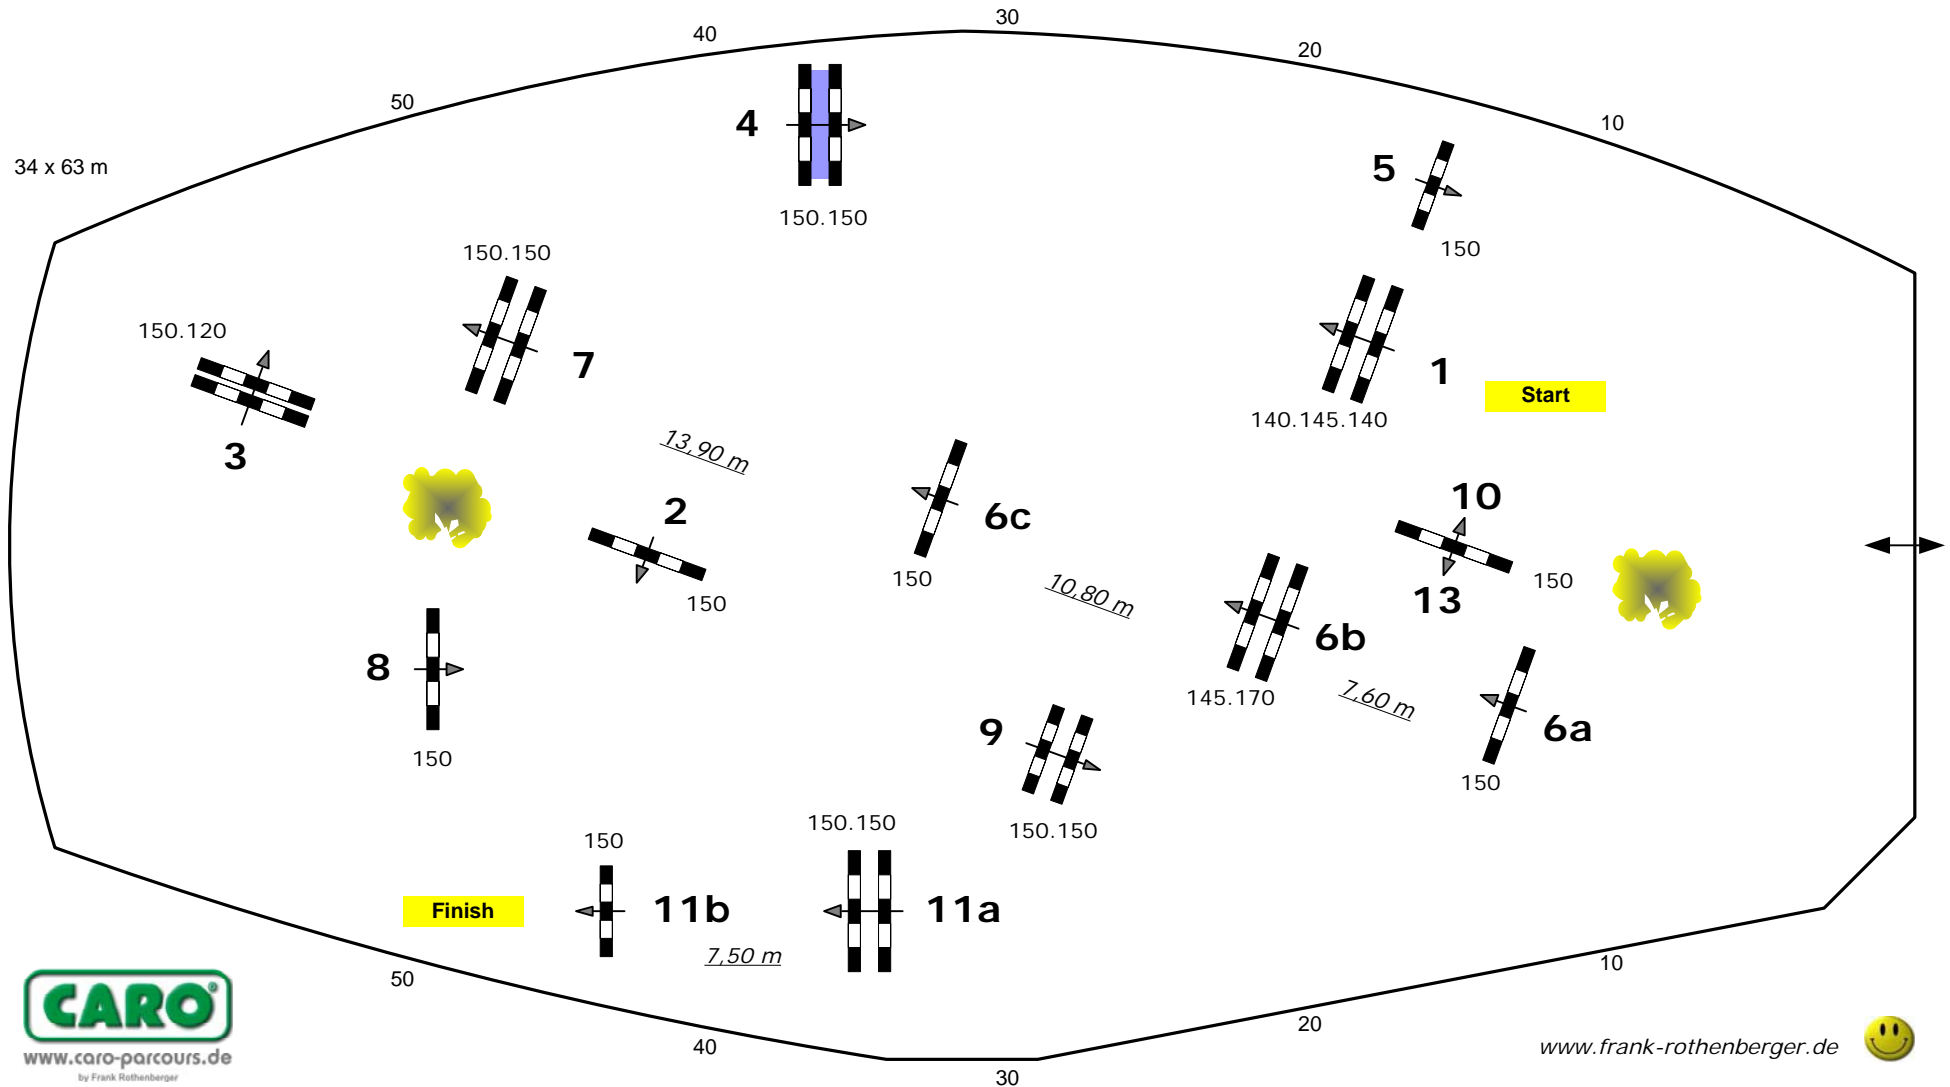 30
40
20
50
10
4
34 x 63 m
5
150.150
150
150.150
150.120
7
1
Start
140.145.140
3
13,90 m
2
6c
10
150
10,80 m
150
13
150
6b
8
145.170
7,60 m
6a
9
150
150
150.150
150.150
150
Finish
11b
11a
7,50 m
50
10
20
40
30
CARO®
www.caro-parcours.de
by Frank Rothenberger
www.frank-rothenberger.de